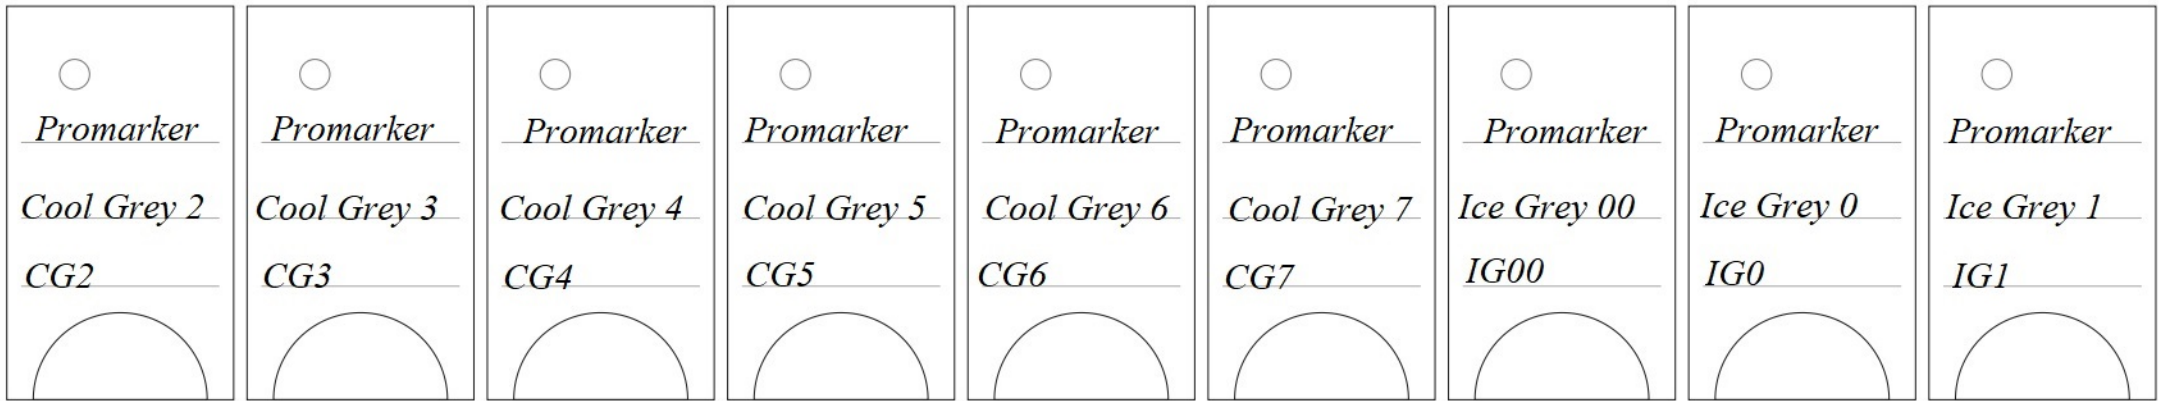 Promarker
Cool Grey 2
CG2
Promarker
Cool Grey 3
CG3
Promarker
Cool Grey 4
CG4
Promarker
Cool Grey 5
CG5
Promarker
Cool Grey 6
CG6
Promarker
Cool Grey 7
CG7
Promarker
Ice Grey 00
IG00
Promarker
Ice Grey 0
IG0
Promarker
Ice Grey 1
IG1